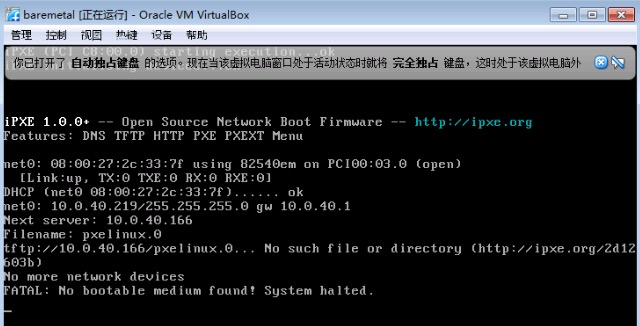 baremetal [正在运行] - Oracle VM VirtualBox
管理 控制 视图 热键 设备 帮助
iPXE (PCI C8:00.0) starting execution...ok
你已打开了 自动独占键盘 的选项。现在当该虚拟电脑窗口处于活动状态时就将 完全独占 键盘，这时处于该虚拟电脑外
iPXE 1.0.0+ -- Open Source Network Boot Firmware -- http://ipxe.org
Features: DNS TFTP HTTP PXE PXEXT Menu
net0: 08:00:27:2c:33:7f using 82540em on PCI00:03.0 (open)
[Link:up, TX:0 TXE:0 RX:0 RXE:0]
DHCP (net0 08:00:27:2c:33:7f)...... ok
net0: 10.0.40.219/255.255.255.0 gw 10.0.40.1
Next server: 10.0.40.166
Filename: pxelinux.0
tftp://10.0.40.166/pxelinux.0... No such file or directory (http://ipxe.org/2d12
603b)
No more network devices
FATAL: No bootable medium found! System halted.